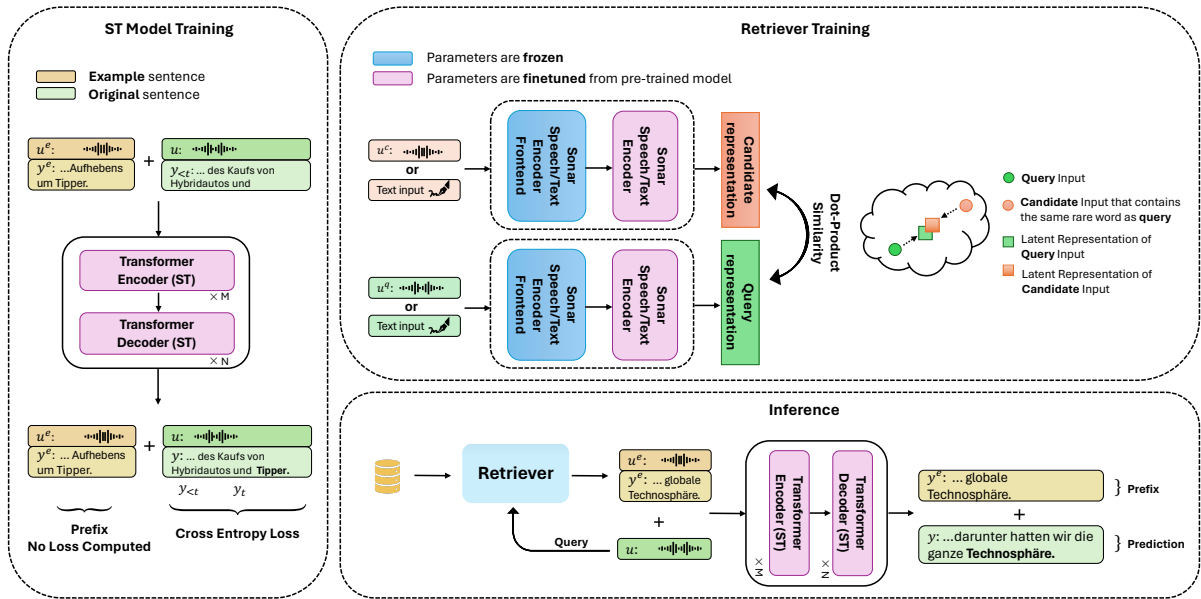 ST Model Training
Example sentence
Original sentence
u^e:
y^e: ...Aufhebens
um Tipper.
+
u:
y_{<t}: ... des Kaufs von
Hybridautos und
Transformer
Encoder (ST)
× M
Transformer
Decoder (ST)
× N
u^e:
y^e: ... Aufhebens
um Tipper.
+
u:
y: ... des Kaufs von
Hybridautos und Tipper.
y_{<t} y_t
Prefix
No Loss Computed
Cross Entropy Loss
Retriever Training
Parameters are frozen
Parameters are finetuned from pre-trained model
u^c:
or
Text input
Sonar
Speech/Text
Encoder
Frontend
Sonar
Speech/Text
Encoder
Candidate
representation
u^q:
or
Text input
Sonar
Speech/Text
Encoder
Frontend
Sonar
Speech/Text
Encoder
Query
representation
Dot-Product
Similarity
Query Input
Candidate Input that contains
the same rare word as query
Latent Representation of
Query Input
Latent Representation of
Candidate Input
Inference
Retriever
Query
u^e:
y^e: ... globale
Technosphäre.
+
u:
Transformer
Encoder (ST)
× M
Transformer
Decoder (ST)
× N
y^e: ... globale
Technosphäre.
} Prefix
+
y: ...darunter hatten wir die
ganze Technosphäre.
} Prediction